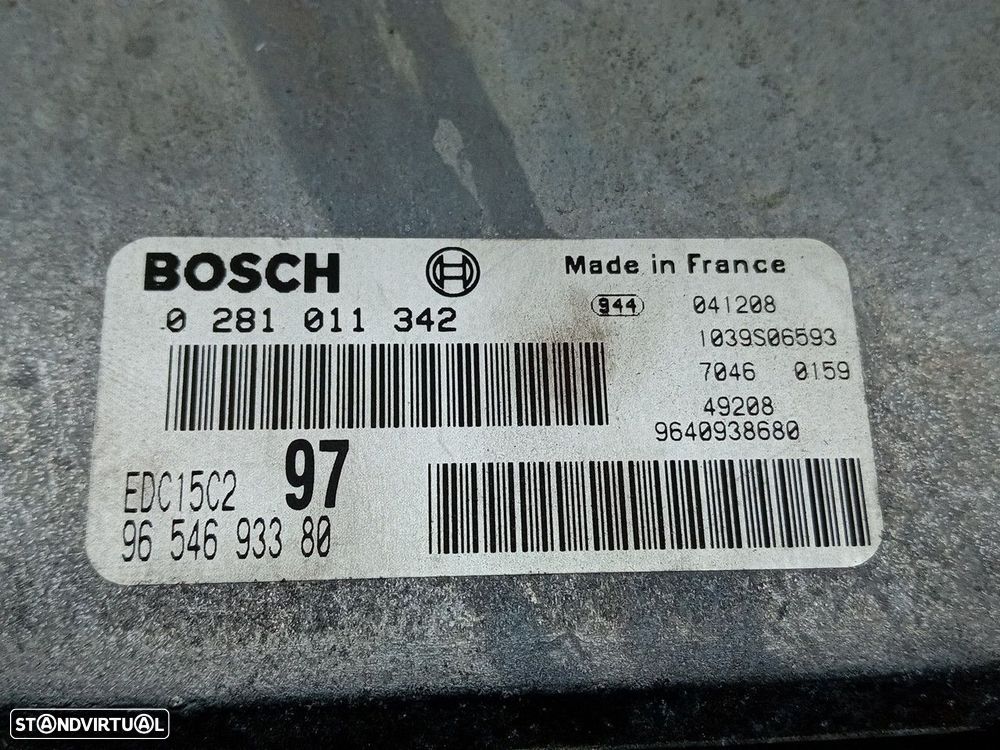 BOSCH
Made in France
0 281 011 342
944 041208
1039S06593
7046 0159
49208
9640938680
EDC15C2 97
96 546 933 80
STANDVIRTUAL